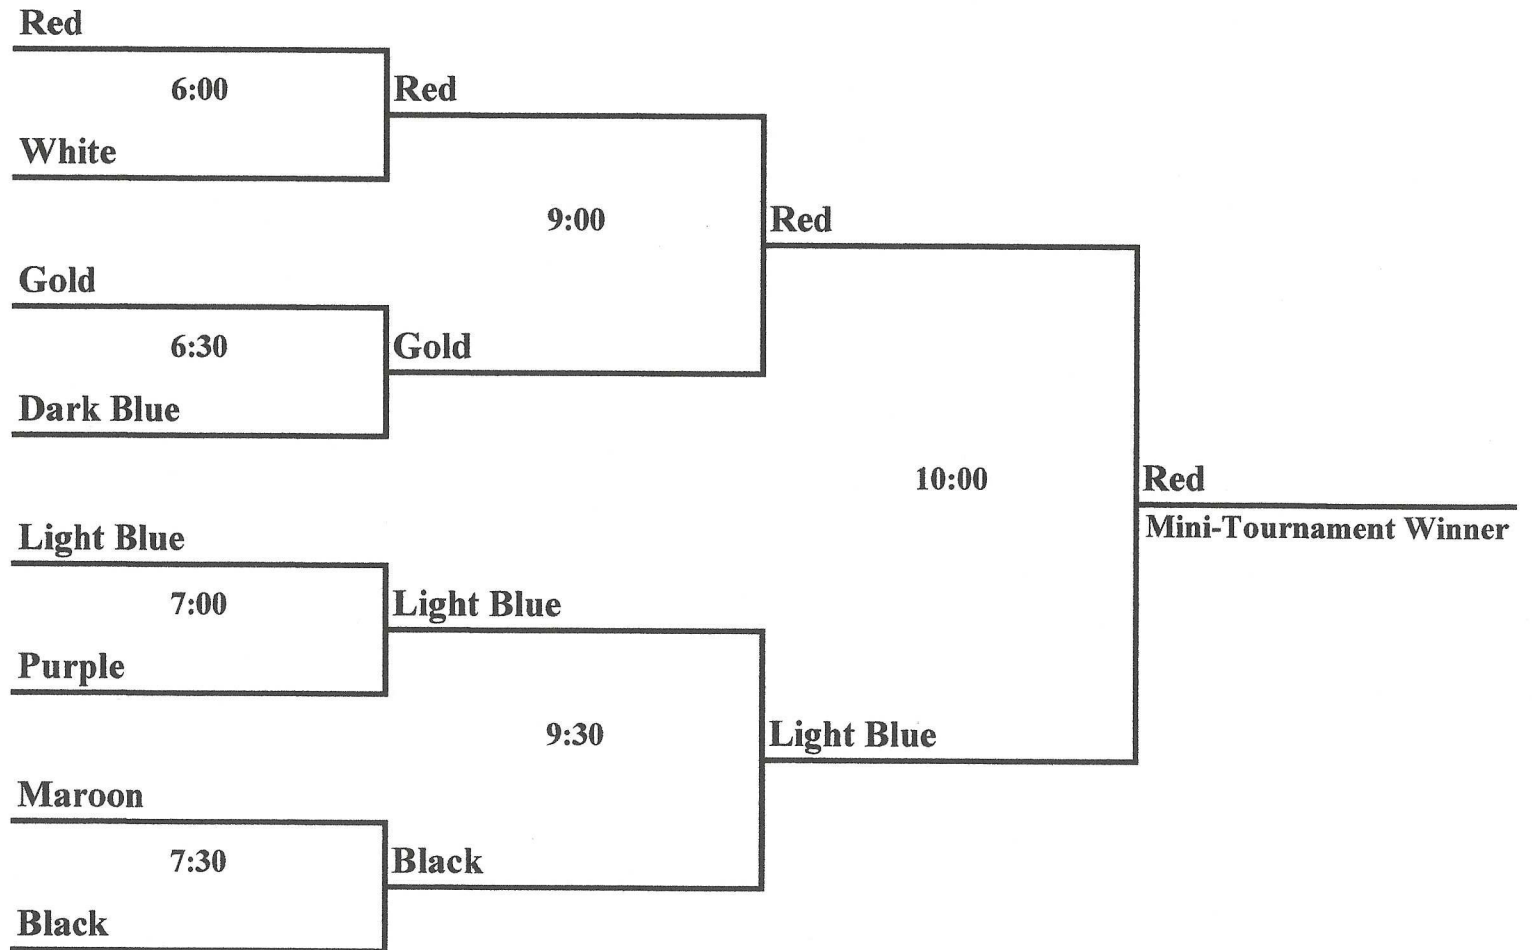 Red
6:00
Red
White
9:00
Red
Gold
6:30
Gold
Dark Blue
10:00
Red
Mini-Tournament Winner
Light Blue
7:00
Light Blue
Purple
9:30
Light Blue
Maroon
7:30
Black
Black